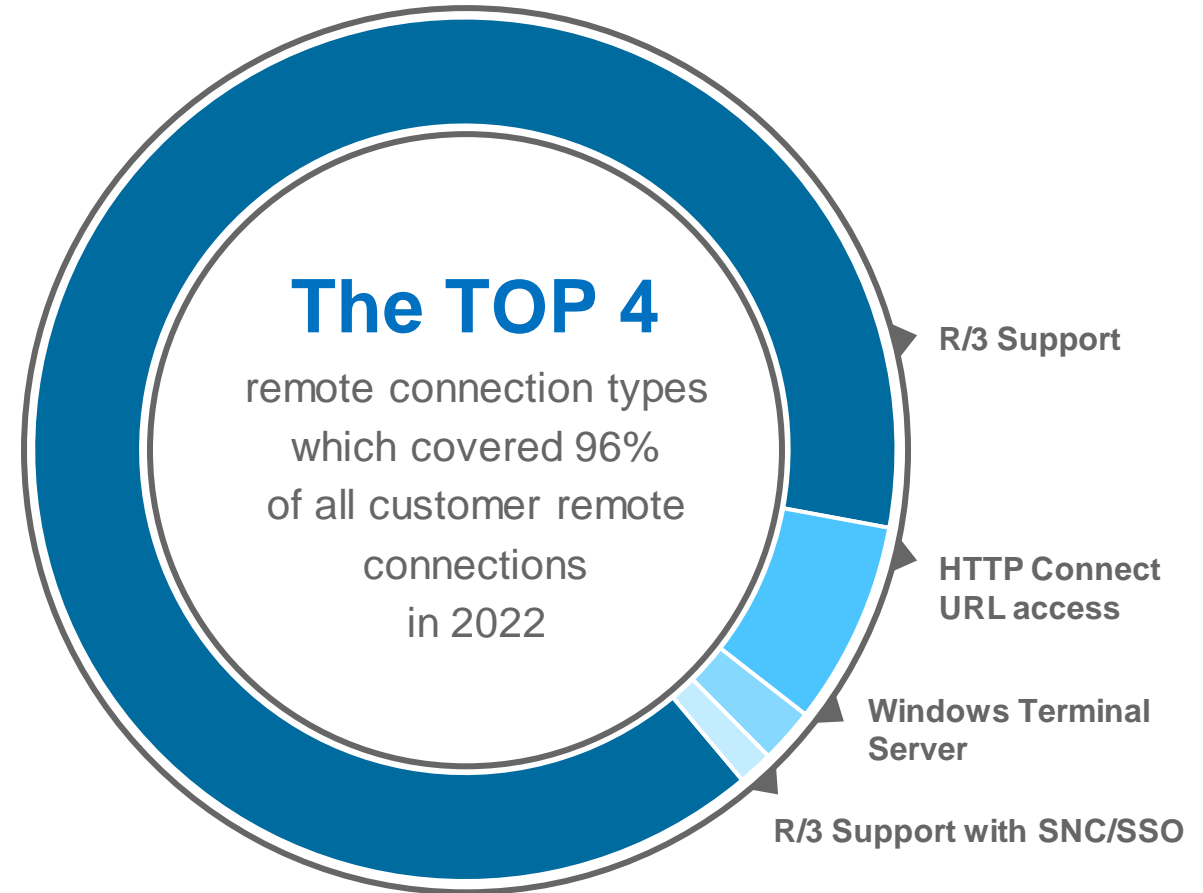 The TOP 4
remote connection types
which covered 96%
of all customer remote
connections
in 2022
R/3 Support
HTTP Connect
URL access
Windows Terminal
Server
R/3 Support with SNC/SSO